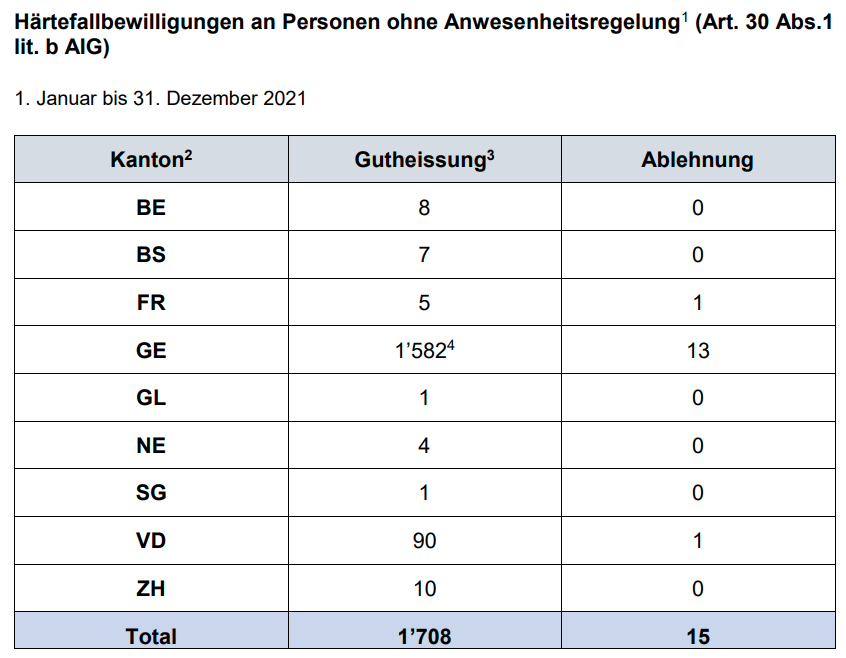 Härtefallbewilligungen an Personen ohne Anwesenheitsregelung¹ (Art. 30 Abs.1
lit. b AIG)
1. Januar bis 31. Dezember 2021
Kanton² Gutheissung³ Ablehnung
BE 8 0
BS 7 0
FR 5 1
GE 1’582⁴ 13
GL 1 0
NE 4 0
SG 1 0
VD 90 1
ZH 10 0
Total 1’708 15